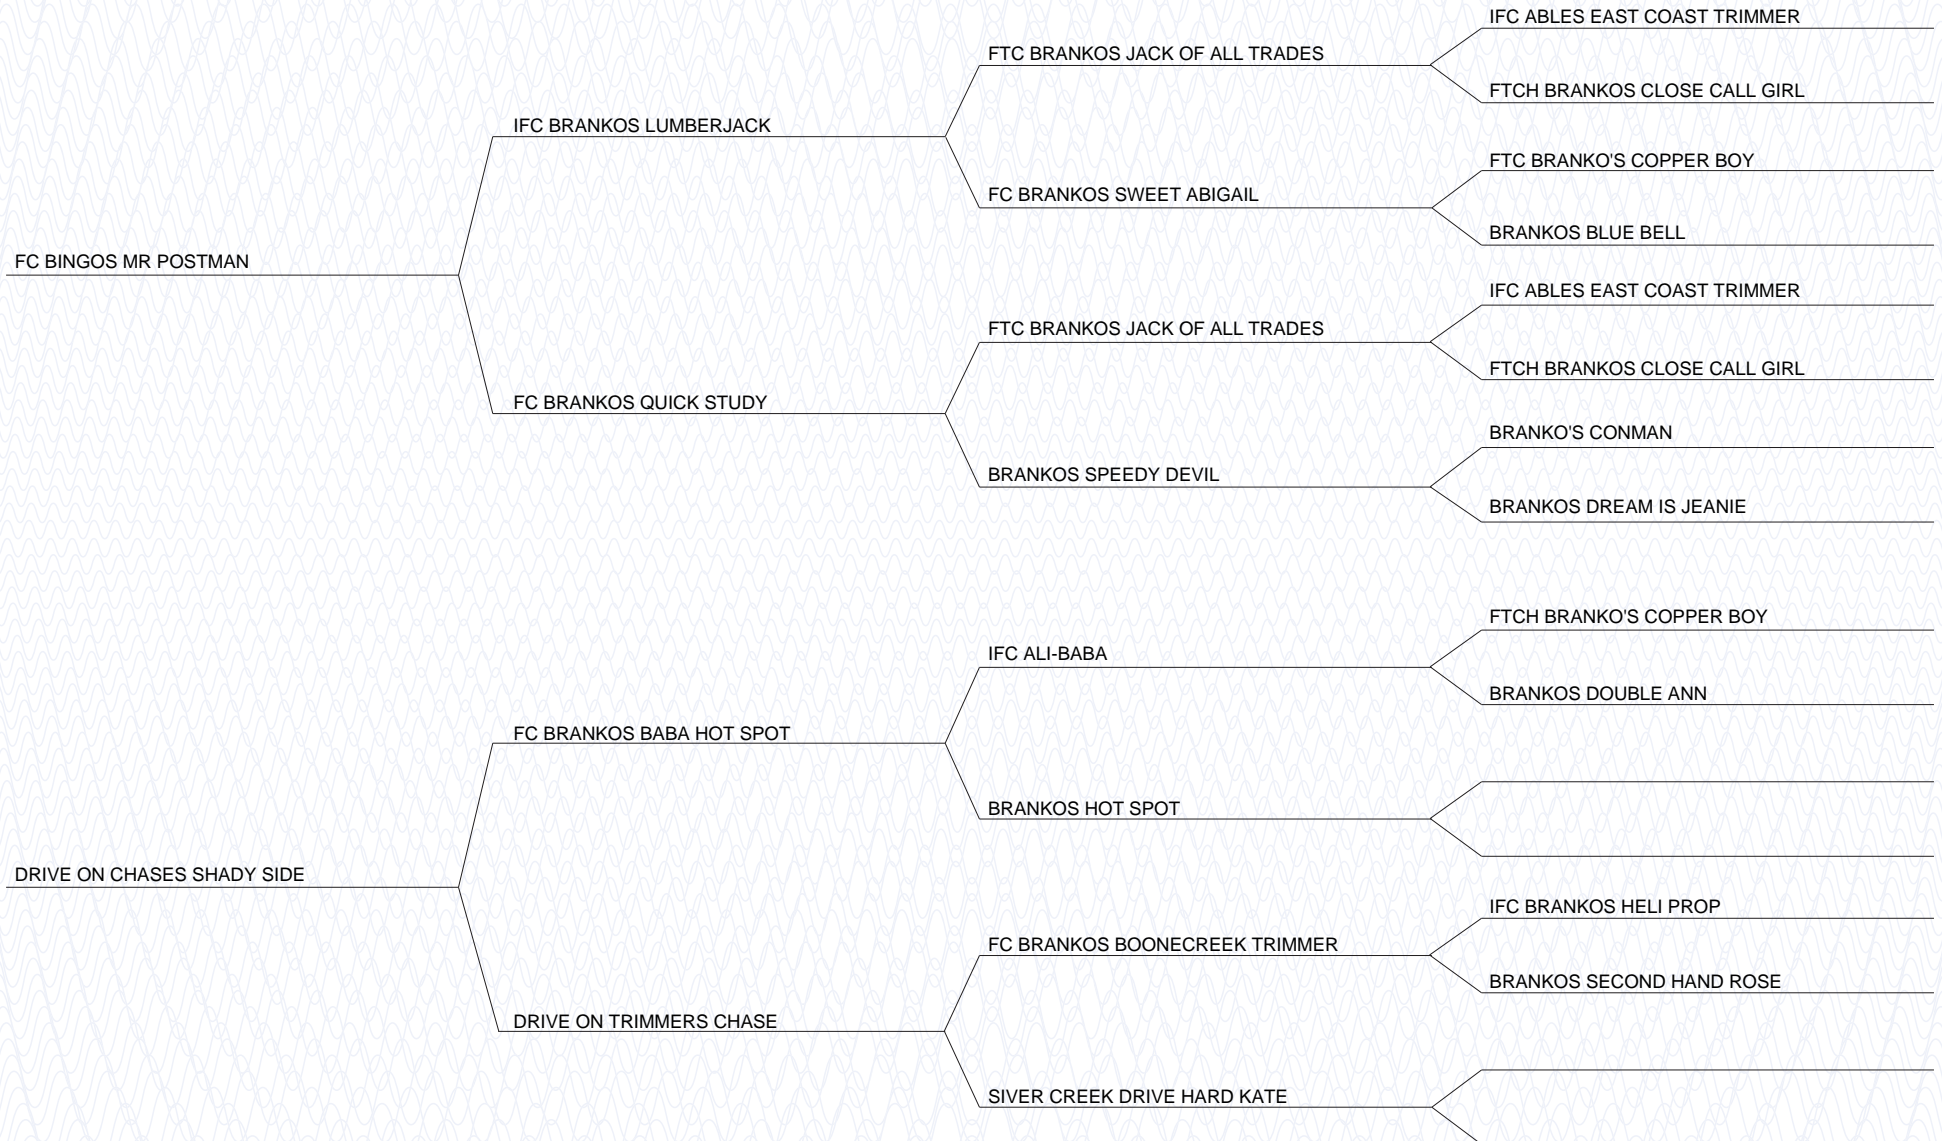 IFC ABLES EAST COAST TRIMMER
FTC BRANKOS JACK OF ALL TRADES
FTCH BRANKOS CLOSE CALL GIRL
IFC BRANKOS LUMBERJACK
FTC BRANKO'S COPPER BOY
FC BRANKOS SWEET ABIGAIL
BRANKOS BLUE BELL
FC BINGOS MR POSTMAN
IFC ABLES EAST COAST TRIMMER
FTC BRANKOS JACK OF ALL TRADES
FTCH BRANKOS CLOSE CALL GIRL
FC BRANKOS QUICK STUDY
BRANKO'S CONMAN
BRANKOS SPEEDY DEVIL
BRANKOS DREAM IS JEANIE
FTCH BRANKO'S COPPER BOY
IFC ALI-BABA
BRANKOS DOUBLE ANN
FC BRANKOS BABA HOT SPOT
BRANKOS HOT SPOT
DRIVE ON CHASES SHADY SIDE
IFC BRANKOS HELI PROP
FC BRANKOS BOONECREEK TRIMMER
BRANKOS SECOND HAND ROSE
DRIVE ON TRIMMERS CHASE
SIVER CREEK DRIVE HARD KATE